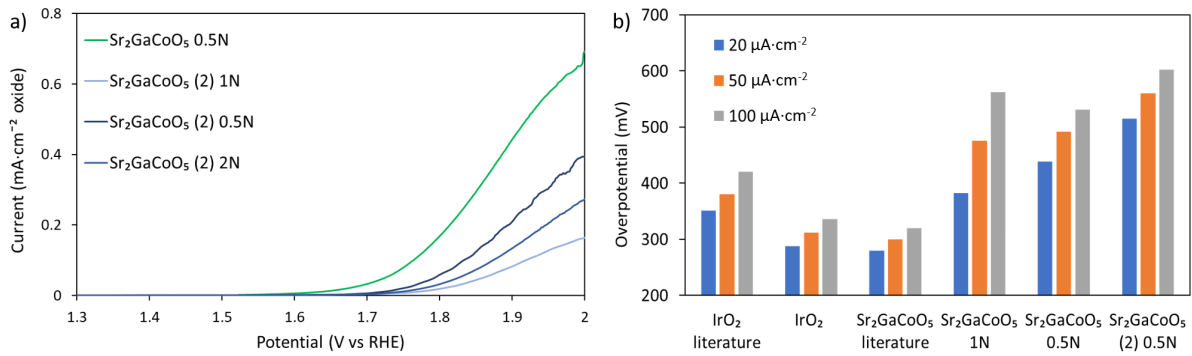 a)
0.8
0.6
0.4
0.2
0
Current (mA·cm⁻² oxide)
Sr₂GaCoO₅ 0.5N
Sr₂GaCoO₅ (2) 1N
Sr₂GaCoO₅ (2) 0.5N
Sr₂GaCoO₅ (2) 2N
1.3 1.4 1.5 1.6 1.7 1.8 1.9 2
Potential (V vs RHE)
b)
700
600
500
400
300
200
Overpotential (mV)
20 µA·cm⁻²
50 µA·cm⁻²
100 µA·cm⁻²
IrO₂ IrO₂ Sr₂GaCoO₅ Sr₂GaCoO₅ Sr₂GaCoO₅ Sr₂GaCoO₅
literature literature 1N 0.5N (2) 0.5N